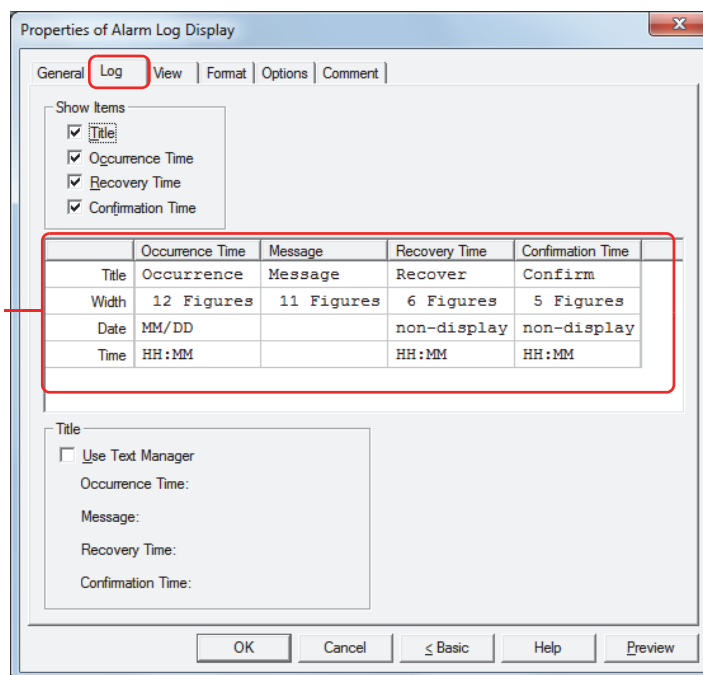 Properties of Alarm Log Display
General Log View Format Options Comment
Show Items
Title
Occurrence Time
Recovery Time
Confirmation Time
Occurrence Time Message Recovery Time Confirmation Time
Title Occurrence Message Recover Confirm
Width 12 Figures 11 Figures 6 Figures 5 Figures
Date MM/DD non-display non-display
Time HH:MM HH:MM HH:MM
Title
Use Text Manager
Occurrence Time:
Message:
Recovery Time:
Confirmation Time:
OK Cancel < Basic Help Preview